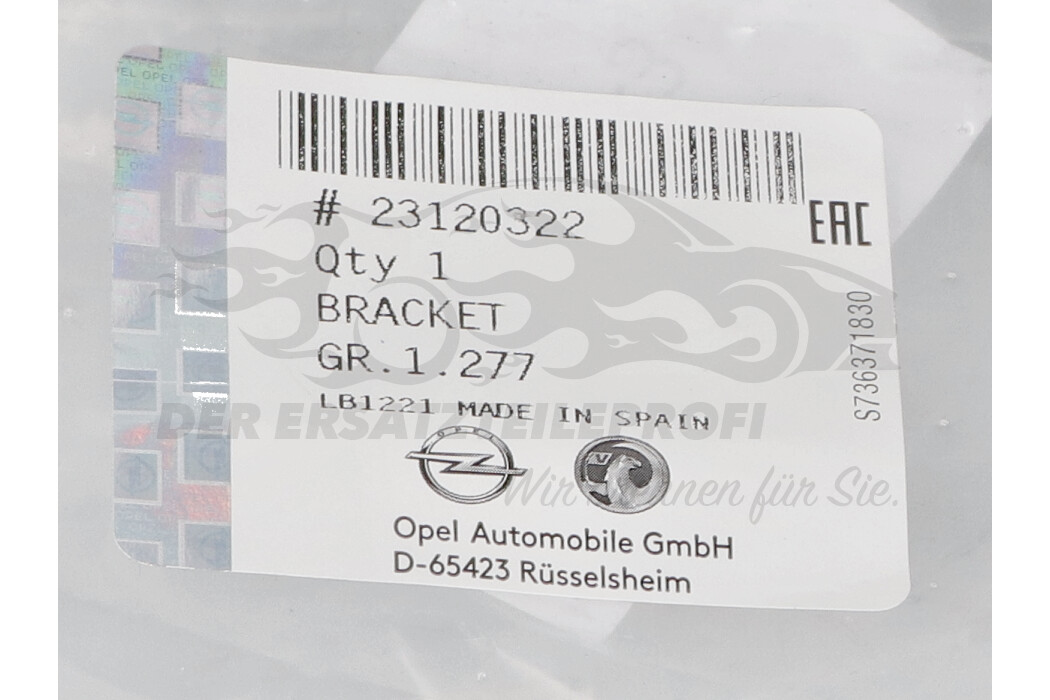 # 23120322
EAC
Qty 1
BRACKET
GR.1.277
LB1221 MADE IN SPAIN
S736371830
OPEL
Opel Automobile GmbH
D-65423 Rüsselsheim
DER ERSATZTEILEPROFI
Wir können für Sie.